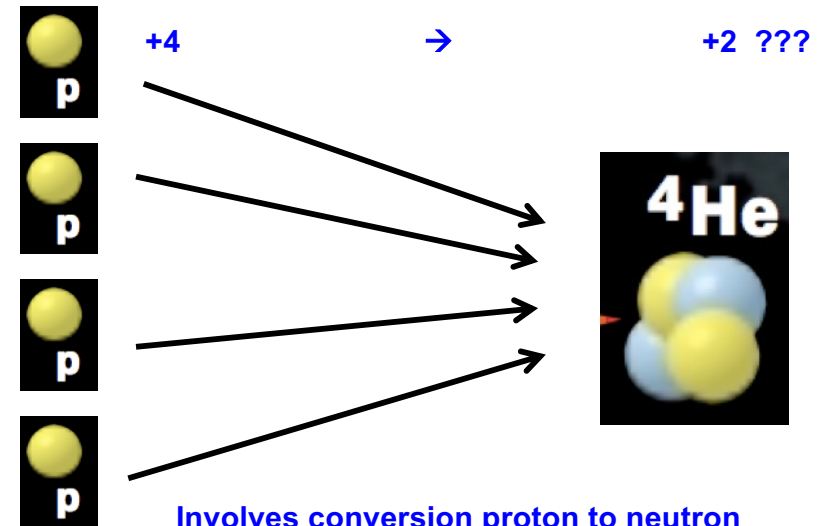 +4 → +2 ???
p
p
p
p
⁴He
Involves conversion proton to neutron